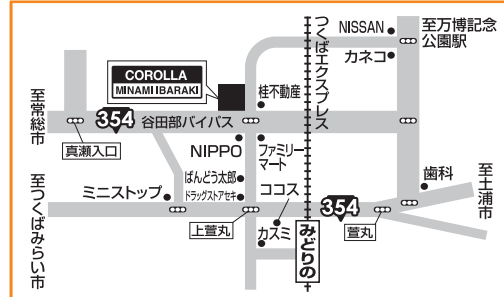 NISSAN
カネコ
至万博記念
公園駅
つくばエクスプレス
COROLLA
MINAMI IBARAKI
桂不動産
至常総市
354
谷田部バイパス
真瀬入口
NIPPO
ファミリー
マート
ばんどう太郎
ドラッグストアセキ
ミニストップ
ココス
歯科
至土浦市
至つくばみらい市
上萱丸
カスミ
みどりの
354
萱丸